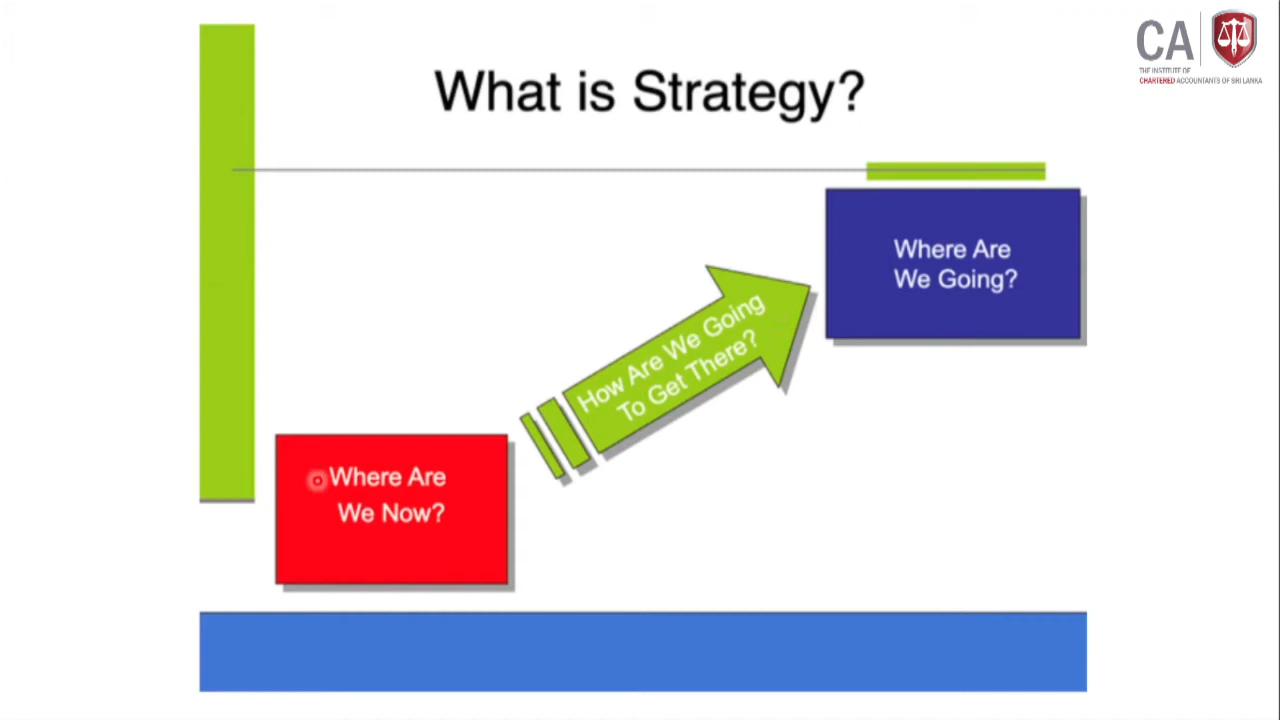 CA
THE INSTITUTE OF
CHARTERED ACCOUNTANTS OF SRI LANKA
What is Strategy?
Where Are
We Going?
How Are We Going
To Get There?
Where Are
We Now?